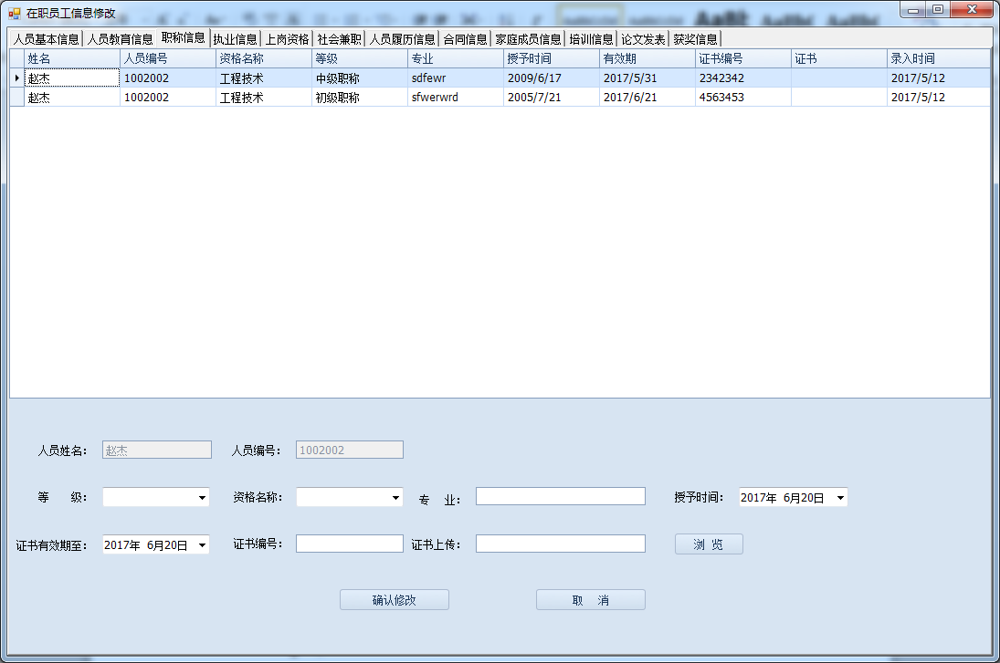 在职员工信息修改
人员基本信息 人员教育信息 职称信息 执业信息 上岗资格 社会兼职 人员履历信息 合同信息 家庭成员信息 培训信息 论文发表 获奖信息
姓名 人员编号 资格名称 等级 专业 授予时间 有效期 证书编号 证书 录入时间
赵杰 1002002 工程技术 中级职称 sdfewr 2009/6/17 2017/5/31 2342342 2017/5/12
赵杰 1002002 工程技术 初级职称 sfwerwrd 2005/7/21 2017/6/21 4563453 2017/5/12
人员姓名： 赵杰 人员编号： 1002002
等 级： 资格名称： 专 业： 授予时间： 2017年 6月20日
证书有效期至： 2017年 6月20日 证书编号： 证书上传： 浏 览
确认修改 取 消